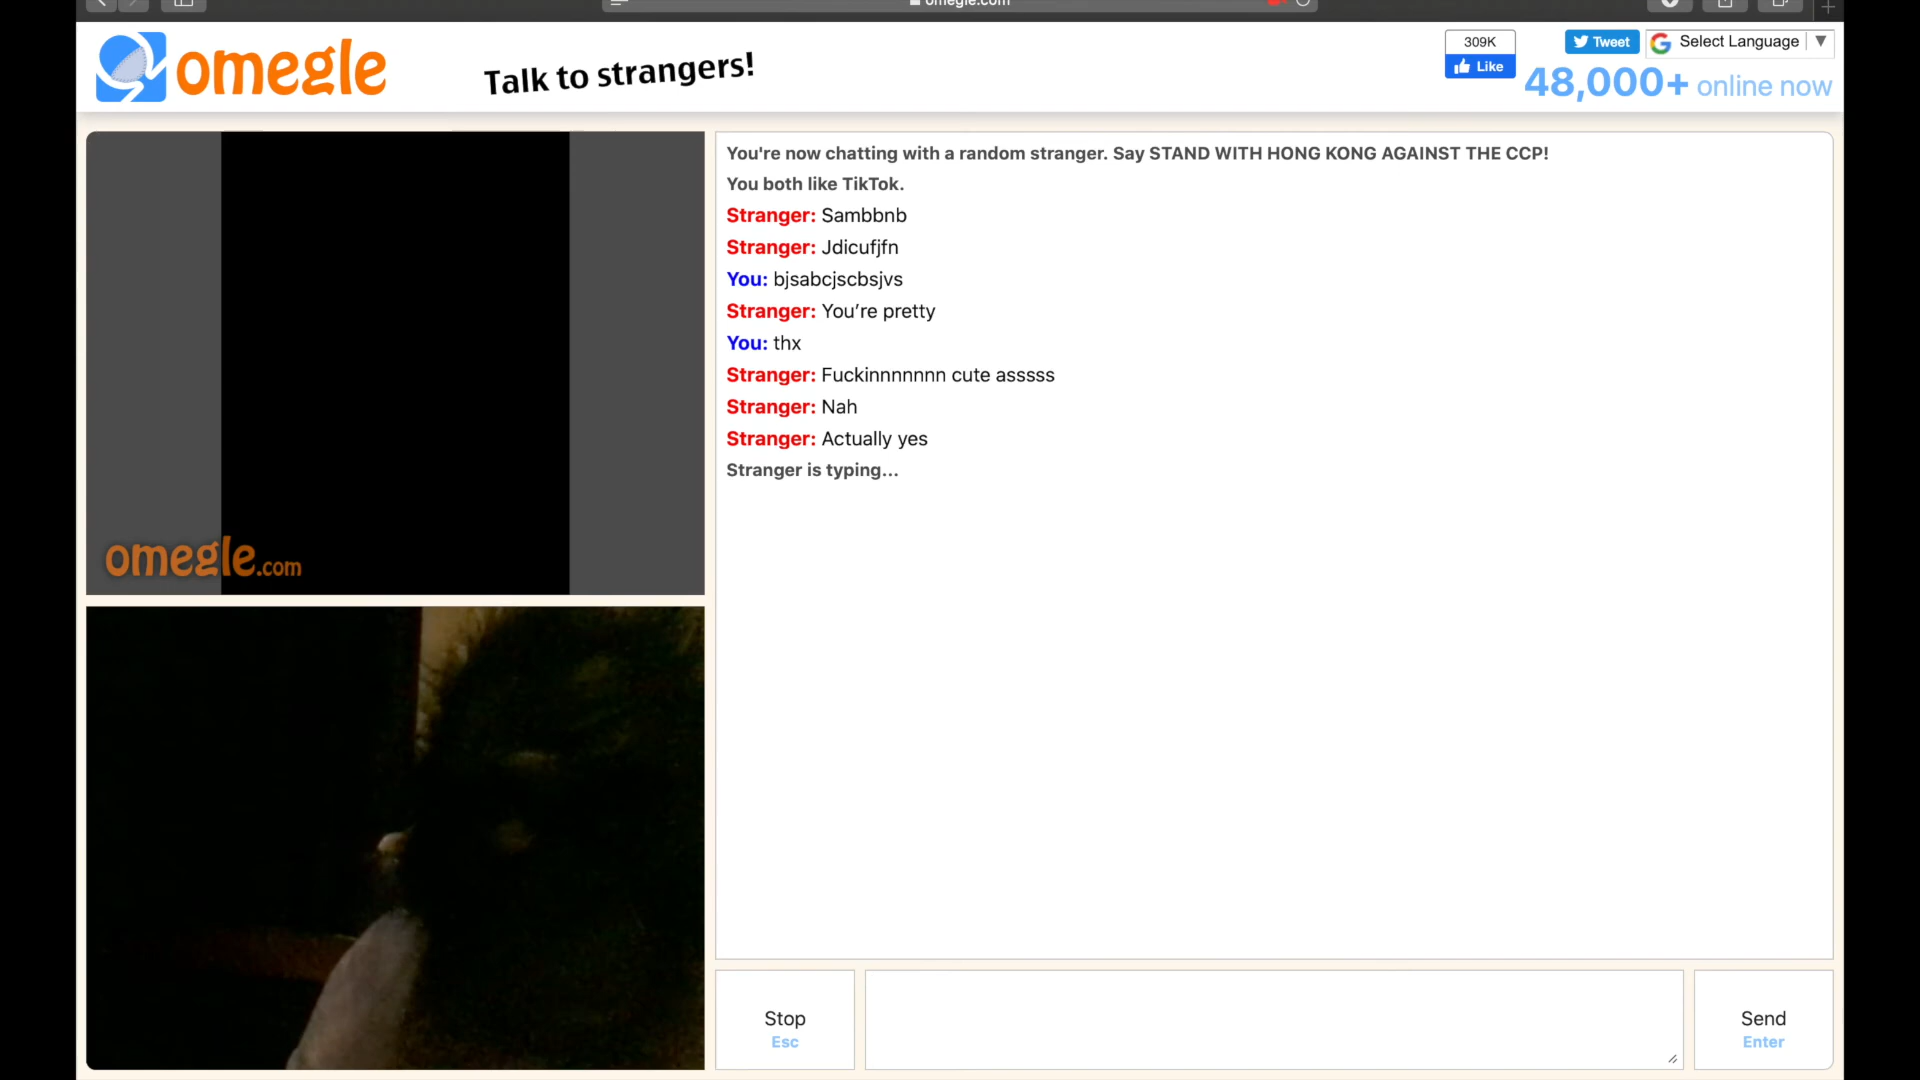 omegle.com
omegle
Talk to strangers!
309K
Like
Tweet
Select Language
48,000+ online now
You're now chatting with a random stranger. Say STAND WITH HONG KONG AGAINST THE CCP!
You both like TikTok.
Stranger: Sambbnb
Stranger: Jdicufjfn
You: bjsabcjscbsjvs
Stranger: You’re pretty
You: thx
Stranger: Fuckinnnnnnn cute asssss
Stranger: Nah
Stranger: Actually yes
Stranger is typing...
omegle.com
Stop
Esc
Send
Enter